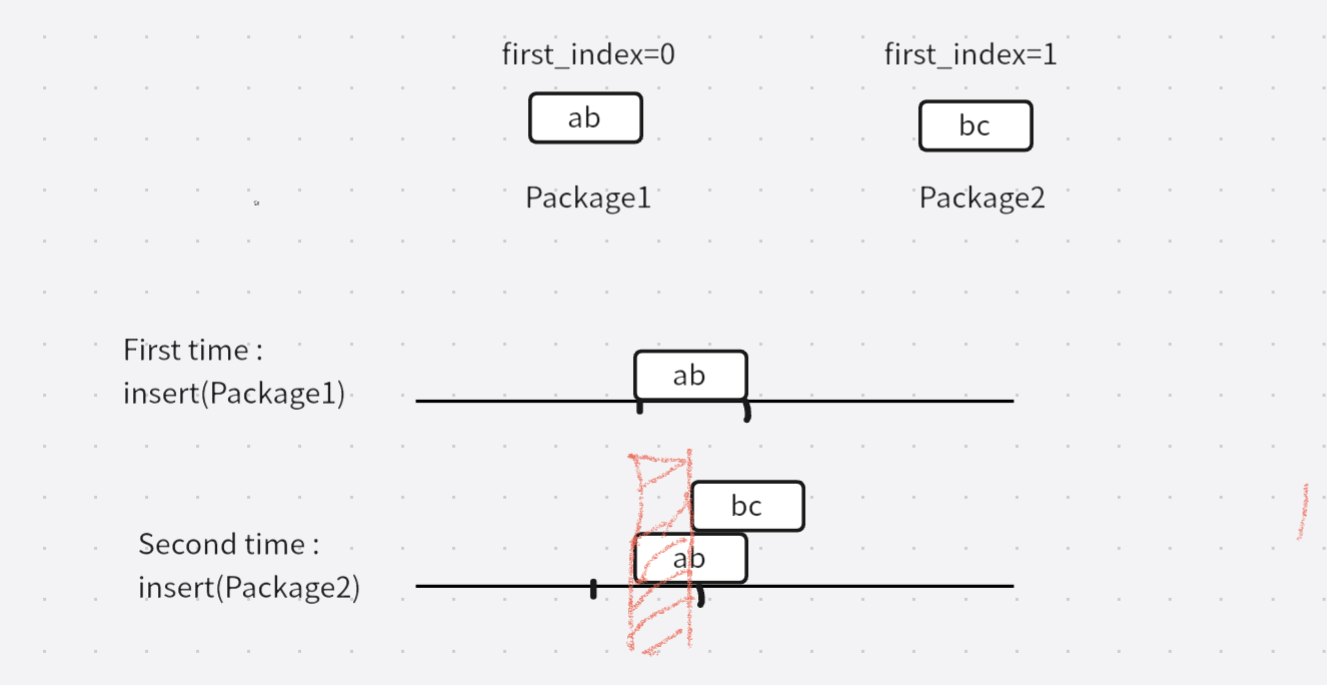 first_index=0
first_index=1
ab
bc
Package1
Package2
First time :
insert(Package1)
ab
bc
Second time :
insert(Package2)
ab